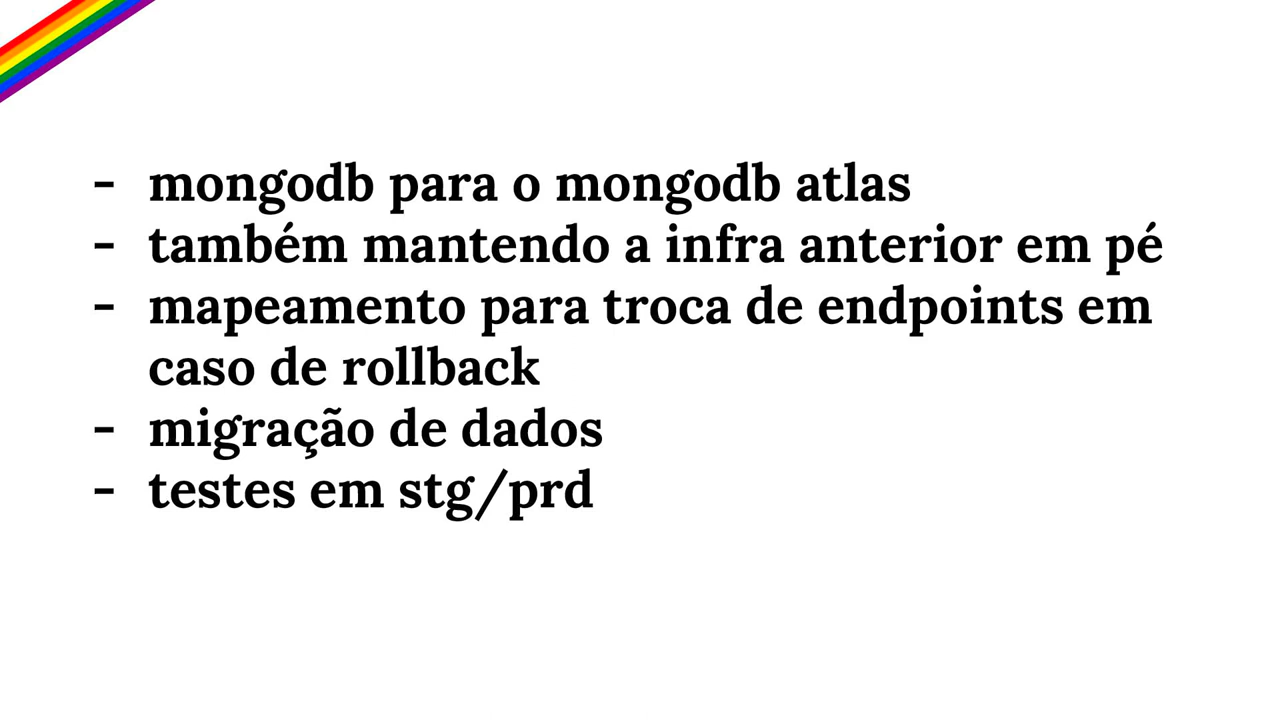 - mongodb para o mongodb atlas
- também mantendo a infra anterior em pé
- mapeamento para troca de endpoints em
caso de rollback
- migração de dados
- testes em stg/prd